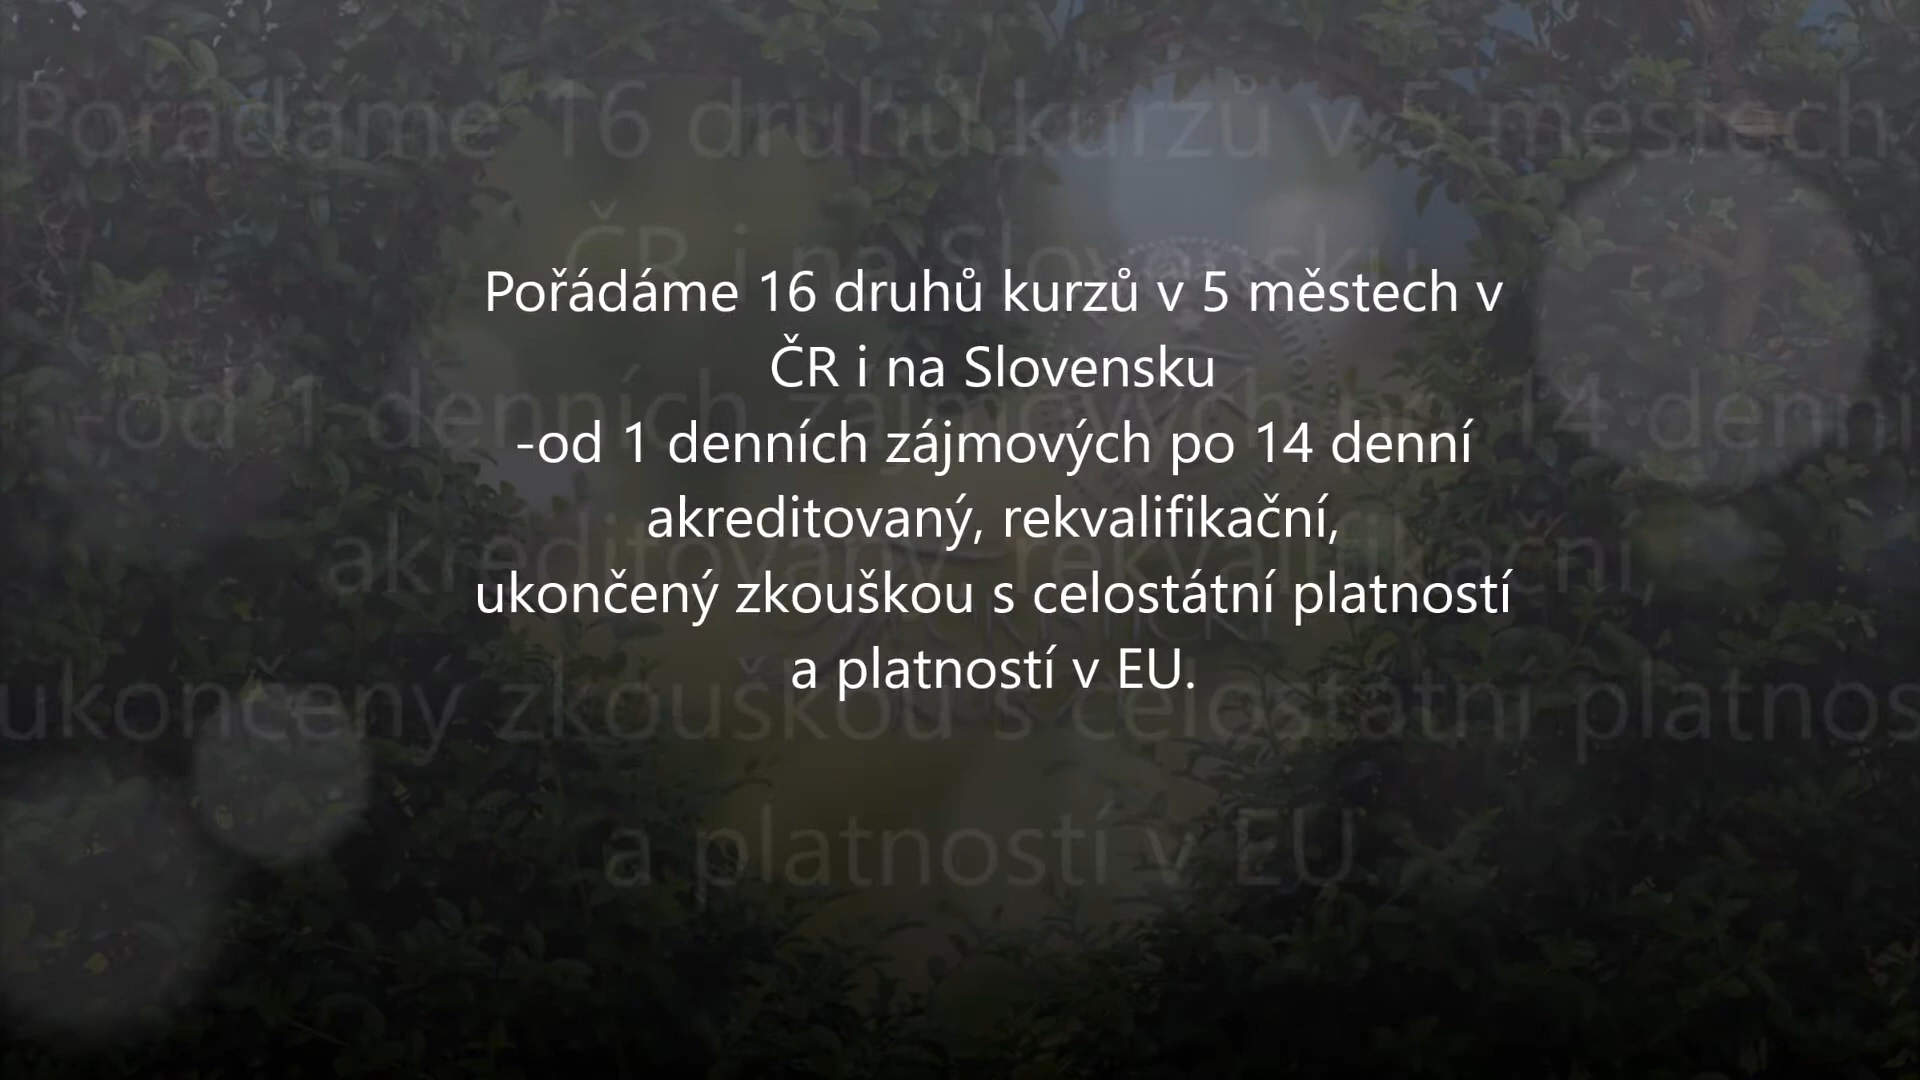 Pořádáme 16 druhů kurzů v 5 městech v
ČR i na Slovensku
-od 1 denních zájmových po 14 denní
akreditovaný, rekvalifikační,
ukončený zkouškou s celostátní platností
a platností v EU.